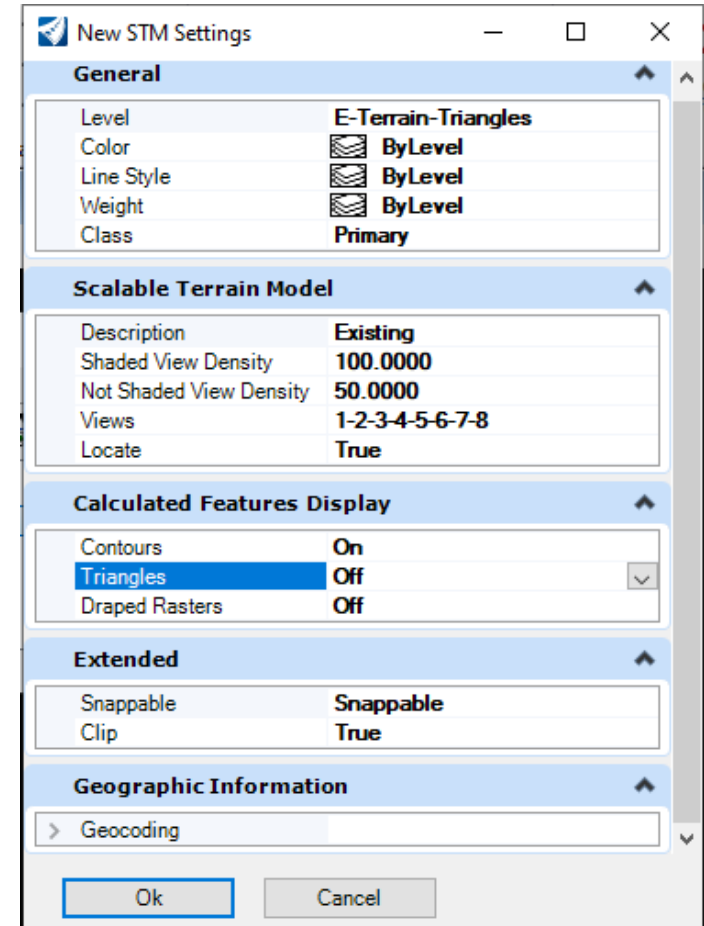 New STM Settings
General
Level E-Terrain-Triangles
Color ByLevel
Line Style ByLevel
Weight ByLevel
Class Primary
Scalable Terrain Model
Description Existing
Shaded View Density 100.0000
Not Shaded View Density 50.0000
Views 1-2-3-4-5-6-7-8
Locate True
Calculated Features Display
Contours On
Triangles Off
Draped Rasters Off
Extended
Snappable Snappable
Clip True
Geographic Information
Geocoding
Ok Cancel